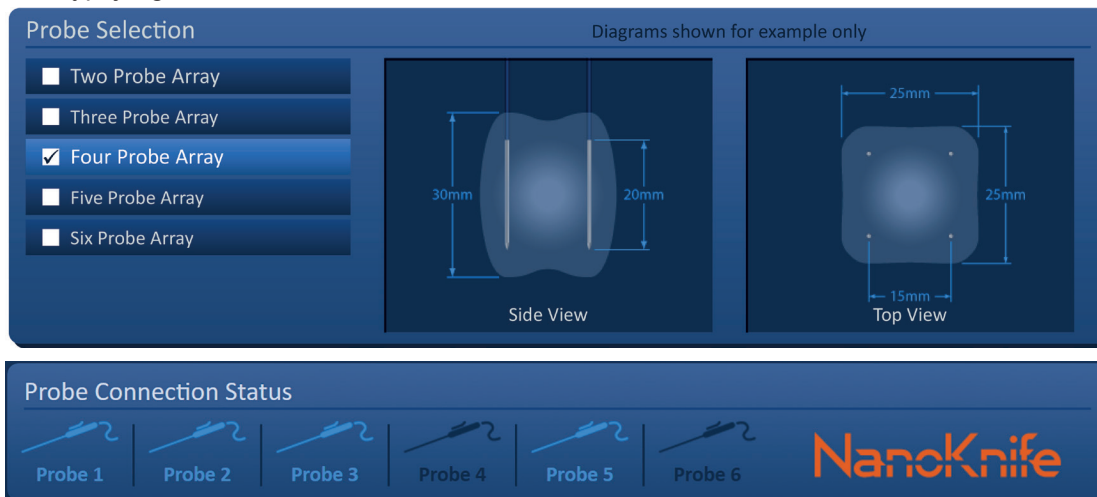 Probe Selection
Diagrams shown for example only
Two Probe Array
Three Probe Array
Four Probe Array
Five Probe Array
Six Probe Array
30mm
20mm
Side View
25mm
25mm
15mm
Top View
Probe Connection Status
Probe 1
Probe 2
Probe 3
Probe 4
Probe 5
Probe 6
NanoKnife